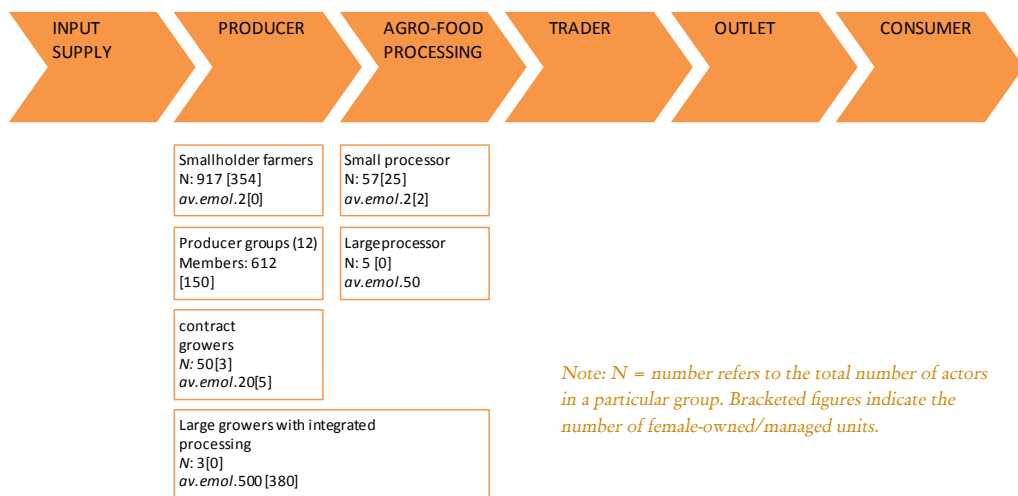 INPUT
SUPPLY
PRODUCER
AGRO-FOOD
PROCESSING
TRADER
OUTLET
CONSUMER
Smallholder farmers
N: 917 [354]
av.emol.2[0]
Small processor
N: 57[25]
av.emol.2[2]
Producer groups (12)
Members: 612
[150]
Largeprocessor
N: 5 [0]
av.emol.50
contract
growers
N: 50[3]
av.emol.20[5]
Large growers with integrated
processing
N: 3[0]
av.emol.500 [380]
Note: N = number refers to the total number of actors
in a particular group. Bracketed figures indicate the
number of female-owned/managed units.